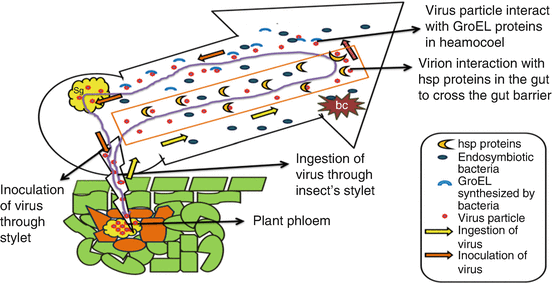 Virus particle interact
with GroEL proteins
in heamocoel
Virion interaction with
hsp proteins in the gut
to cross the gut barrier
Sg
bc
Ingestion of
virus through
insect's stylet
Inoculation
of virus
through
stylet
Plant phloem
hsp proteins
Endosymbiotic
bacteria
GroEL
synthesized by
bacteria
Virus particle
Ingestion of
virus
Inoculation of
virus